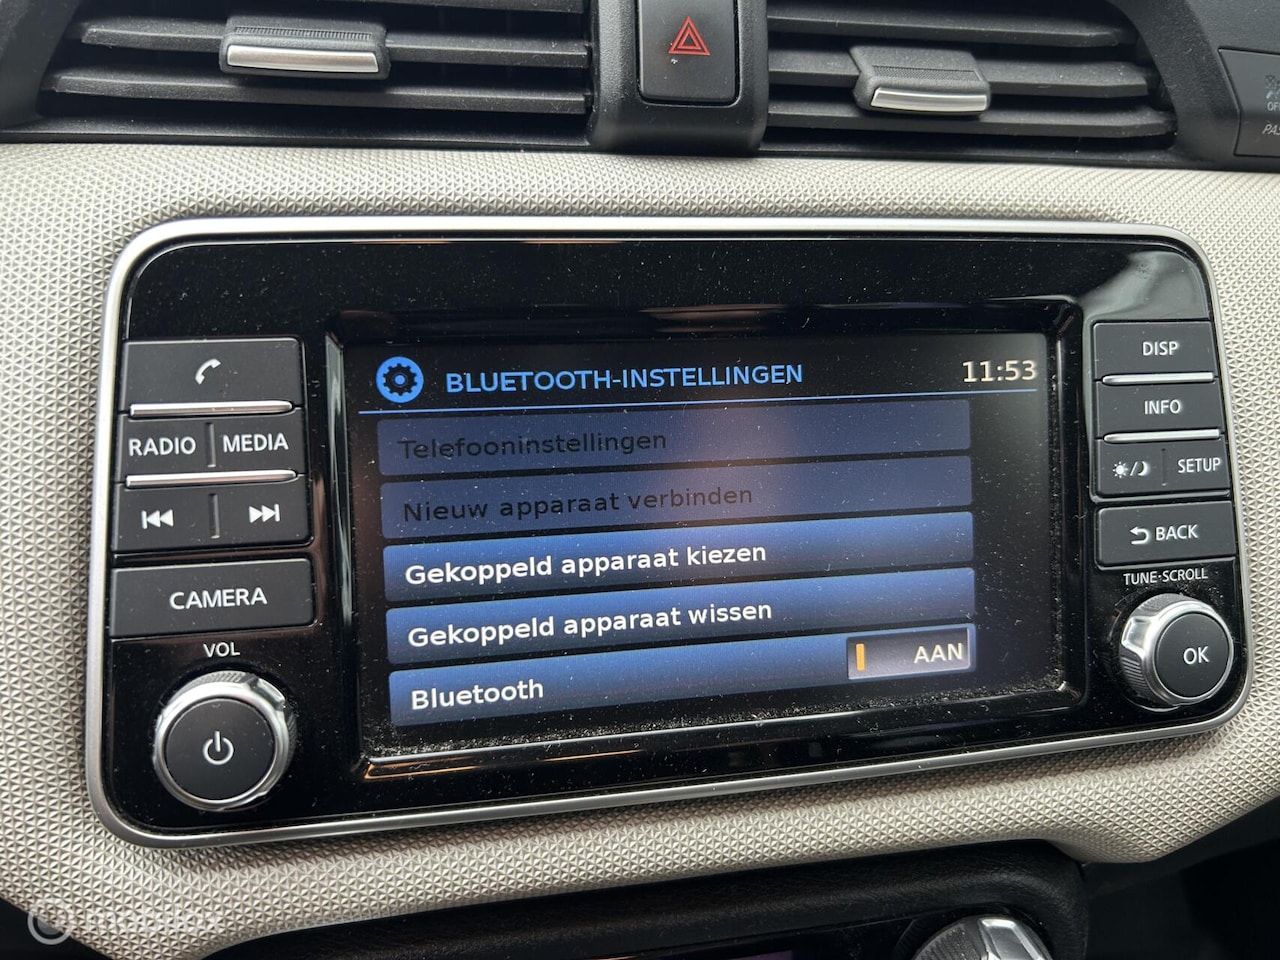 OFF
BLUETOOTH-INSTELLINGEN 11:53
Telefooninstellingen
Nieuw apparaat verbinden
Gekoppeld apparaat kiezen
Gekoppeld apparaat wissen
Bluetooth AAN
RADIO MEDIA
CAMERA
VOL
DISP
INFO
SETUP
BACK
TUNE·SCROLL
OK